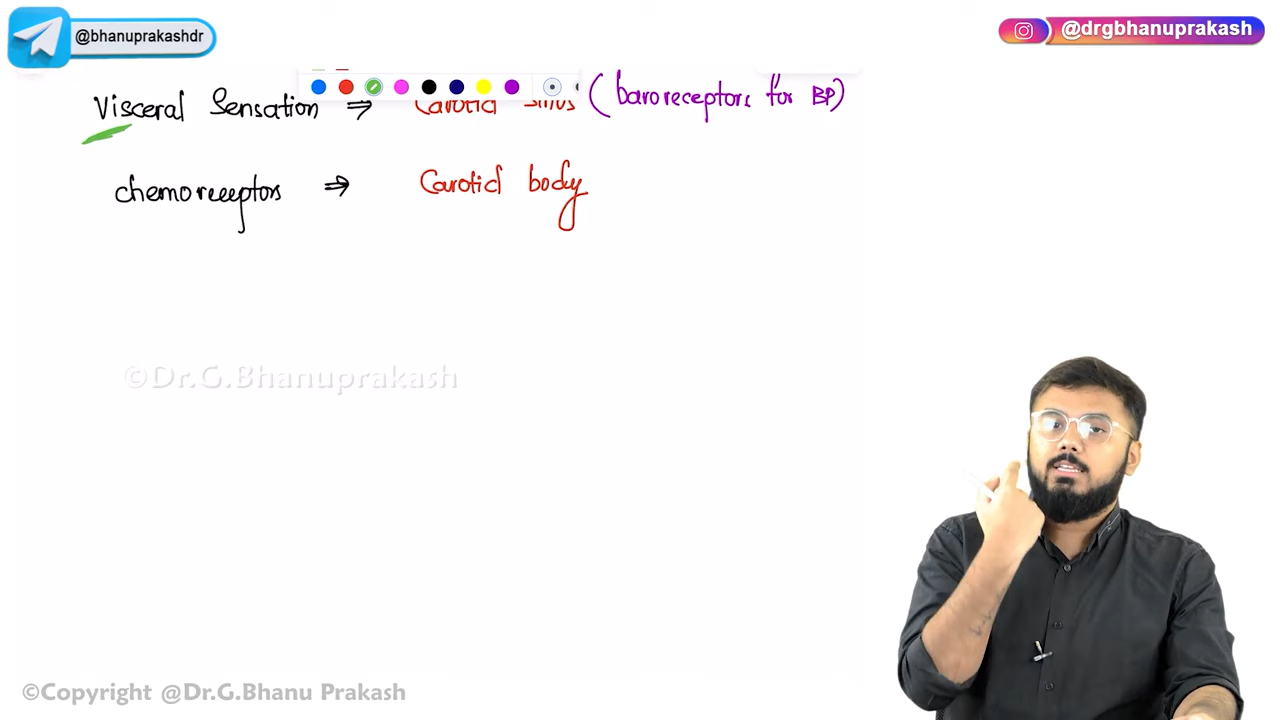 @bhanuprakashdr
@drgbhanuprakash
Visceral Sensation ⇒ Carotid sinus (baroreceptors for BP)
chemoreceptors ⇒ Carotid body
©Dr.G.Bhanuprakash
©Copyright @Dr.G.Bhanu Prakash